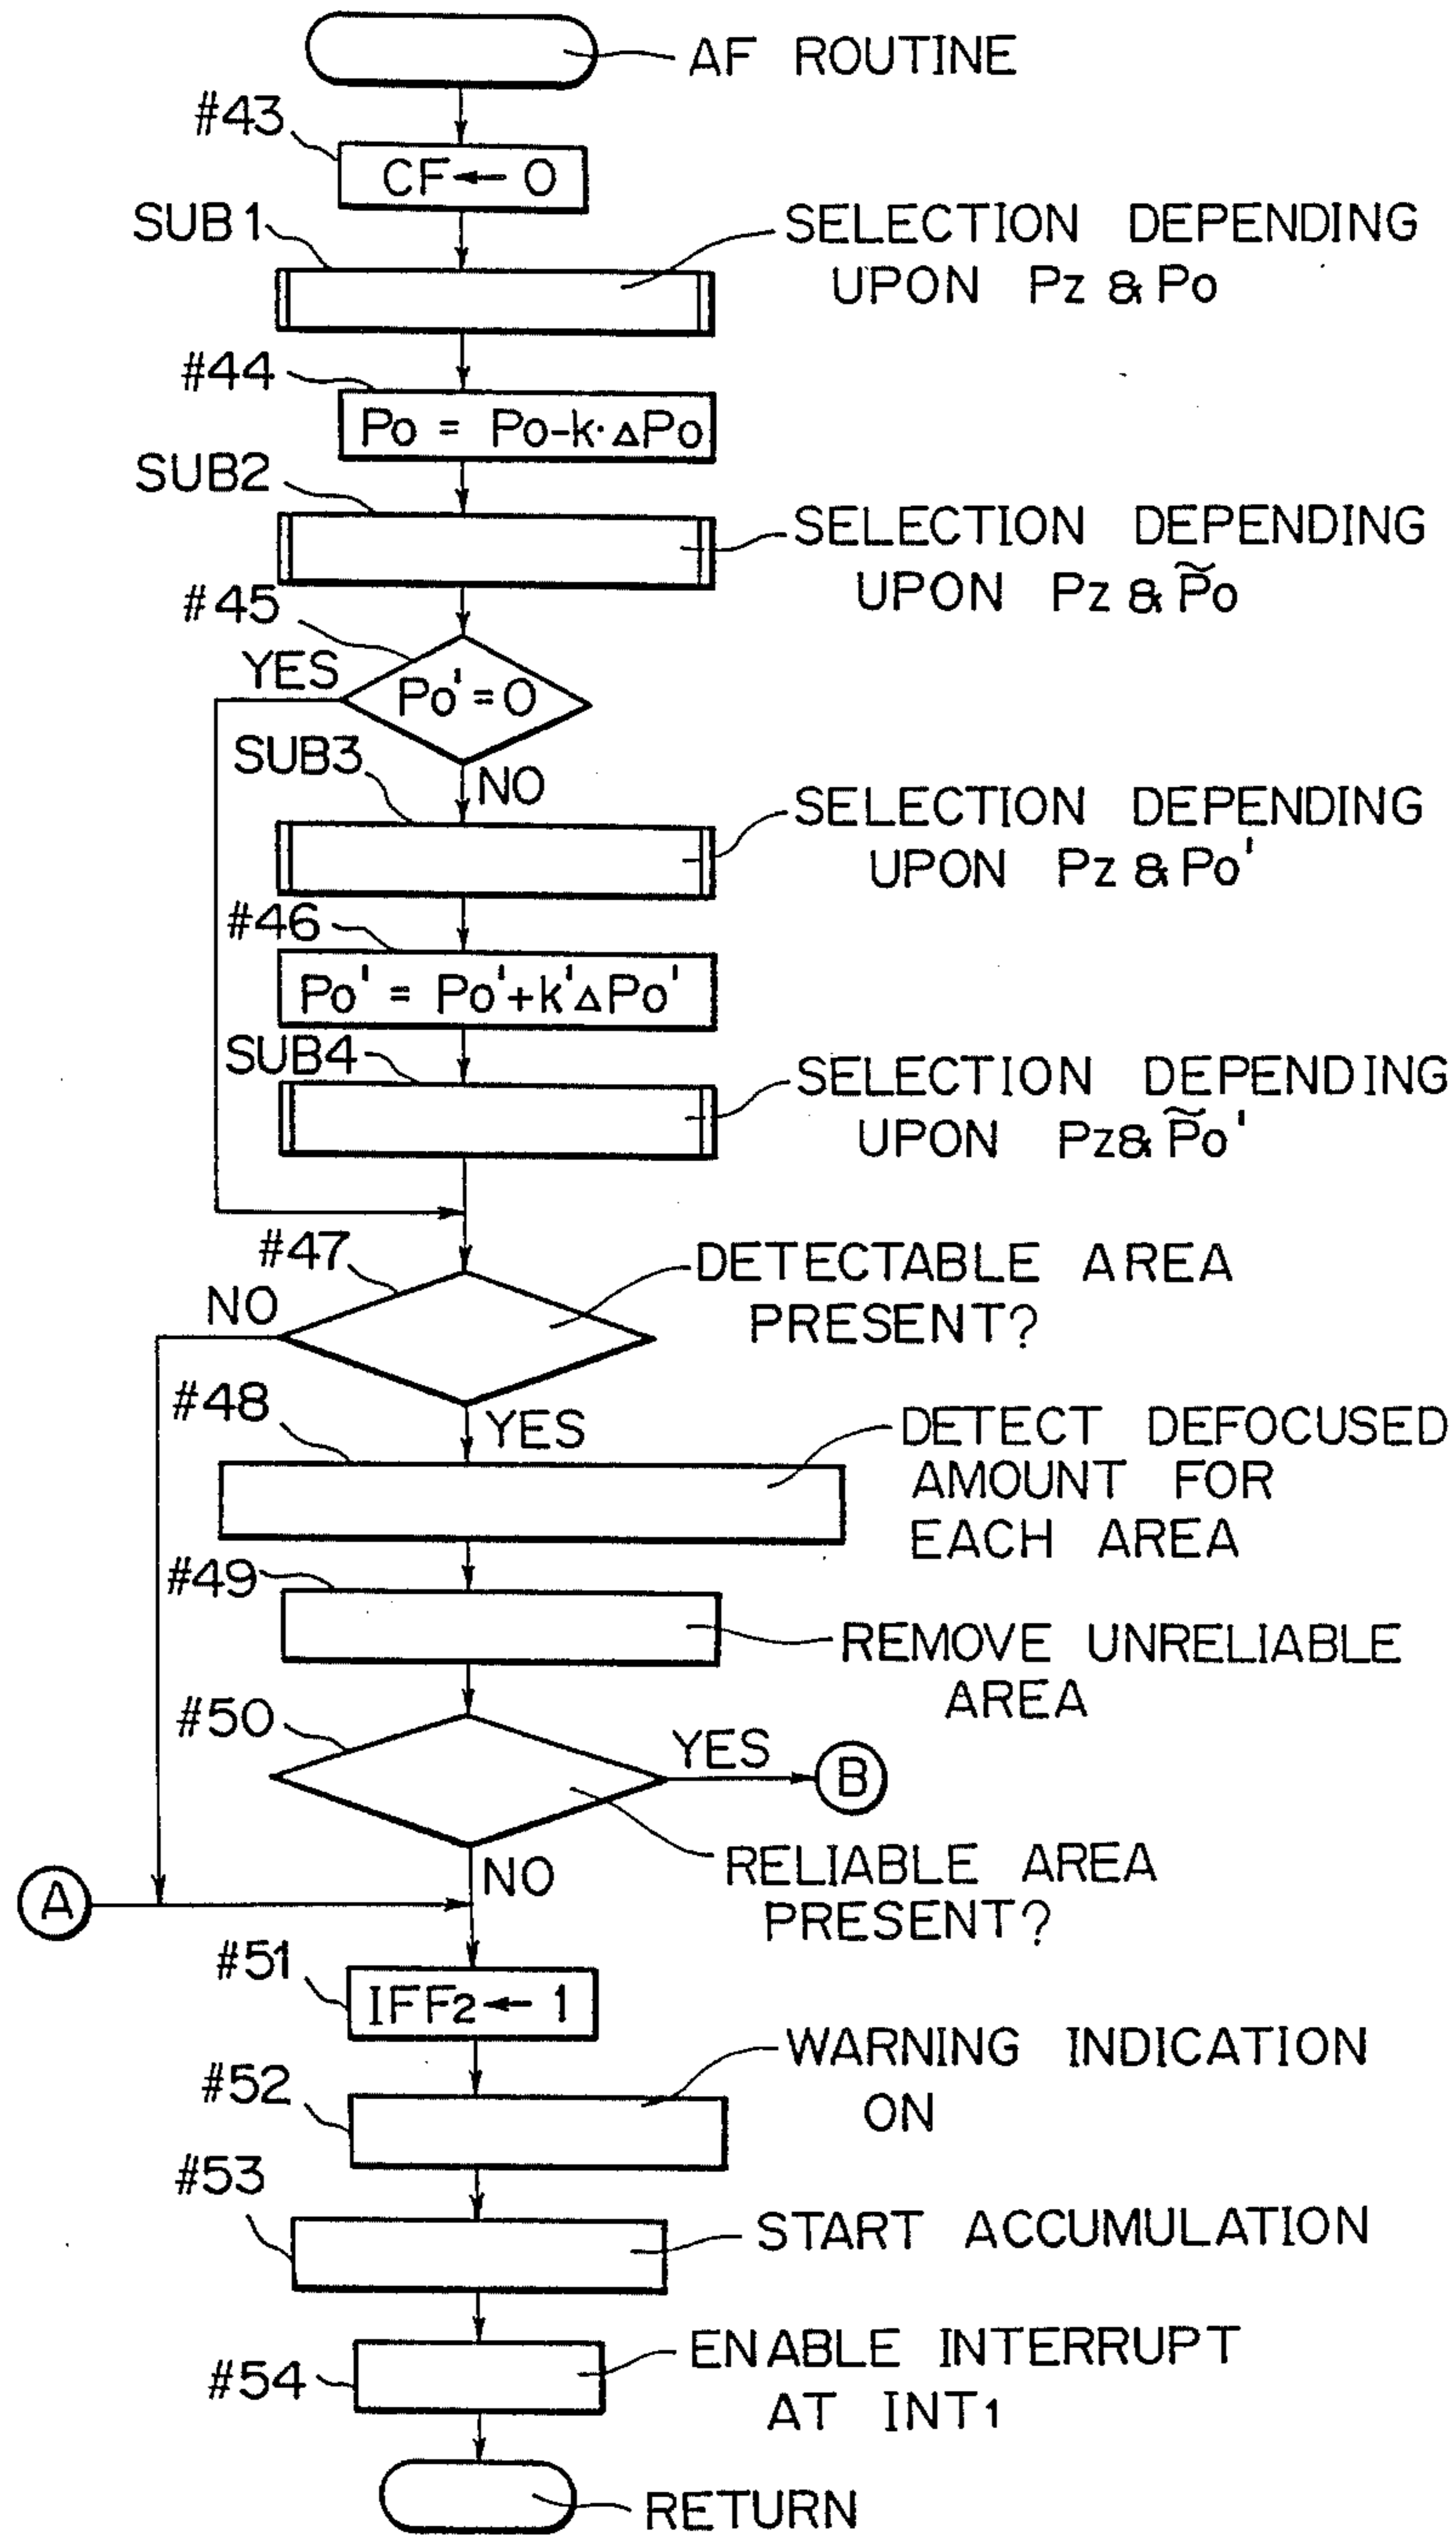 AF ROUTINE
#43
CF ← 0
SUB1
SELECTION DEPENDING
UPON Pz & Po
#44
Po = Po-k·ΔPo
SUB2
SELECTION DEPENDING
UPON Pz & P̃o
#45
YES
Po' = 0
SUB3
NO
SELECTION DEPENDING
UPON Pz & Po'
#46
Po' = Po'+k'ΔPo'
SUB4
SELECTION DEPENDING
UPON Pz & P̃o'
#47
NO
DETECTABLE AREA
PRESENT?
#48
YES
DETECT DEFOCUSED
AMOUNT FOR
EACH AREA
#49
REMOVE UNRELIABLE
AREA
#50
YES
B
RELIABLE AREA
PRESENT?
NO
A
#51
IFF2 ← 1
WARNING INDICATION
ON
#52
#53
START ACCUMULATION
#54
ENABLE INTERRUPT
AT INT1
RETURN